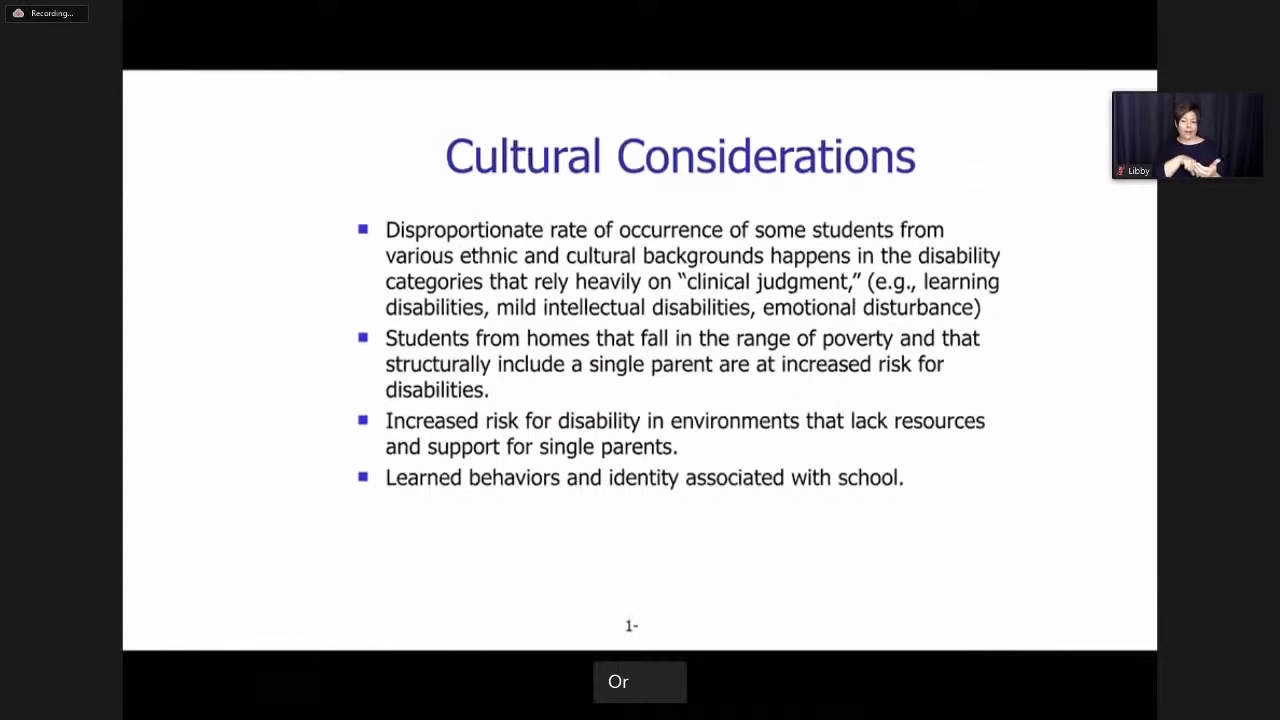 Recording...
Cultural Considerations
Disproportionate rate of occurrence of some students from
various ethnic and cultural backgrounds happens in the disability
categories that rely heavily on “clinical judgment,” (e.g., learning
disabilities, mild intellectual disabilities, emotional disturbance)
Students from homes that fall in the range of poverty and that
structurally include a single parent are at increased risk for
disabilities.
Increased risk for disability in environments that lack resources
and support for single parents.
Learned behaviors and identity associated with school.
1-
Libby
Or